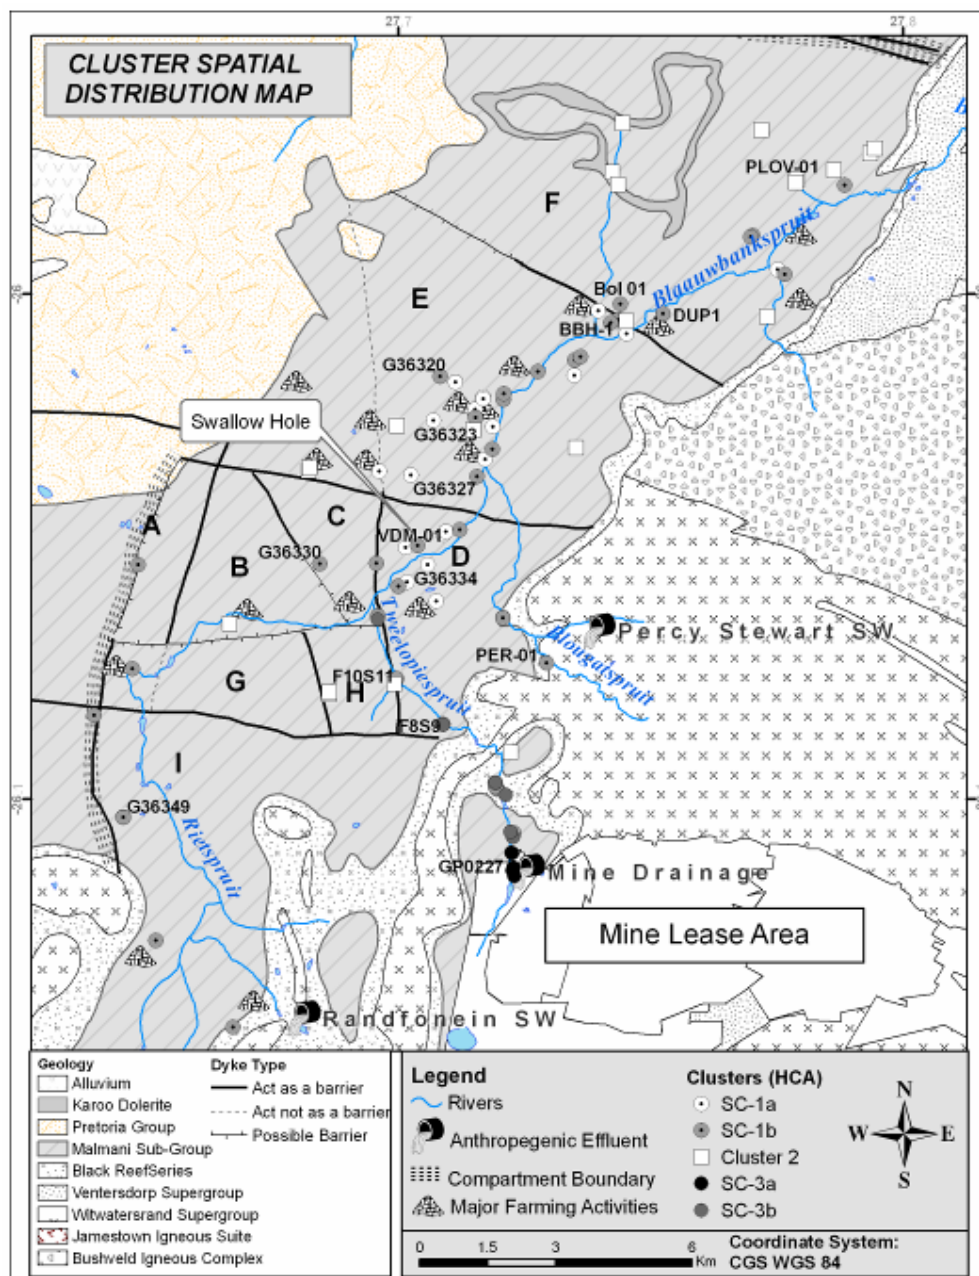 27.7
27.8
CLUSTER SPATIAL
DISTRIBUTION MAP
PLOV-01
F
Blaauwbankspruit
-26
E
Bol 01
BBH-1
DUP1
G36320
Swallow Hole
G36323
G36327
A
C
VDM-01
D
B
G36330
G36334
Tweelopiespruit
Blougatspruit
Percy Stewart SW
PER-01
G
F10S11
H
F8S9
I
-26.1
G36349
Rietspruit
GP0227
Mine Drainage
Mine Lease Area
Randfonein SW
Geology
Alluvium
Karoo Dolerite
Pretoria Group
Malmani Sub-Group
Black ReefSeries
Ventersdorp Supergroup
Witwatersrand Supergroup
Jamestown Igneous Suite
Bushveld Igneous Complex
Dyke Type
Act as a barrier
Act not as a barrier
Possible Barrier
Legend
Rivers
Anthropegenic Effluent
Compartment Boundary
Major Farming Activities
Clusters (HCA)
SC-1a
SC-1b
Cluster 2
SC-3a
SC-3b
N
W E
S
0 1.5 3 6
Km
Coordinate System:
CGS WGS 84